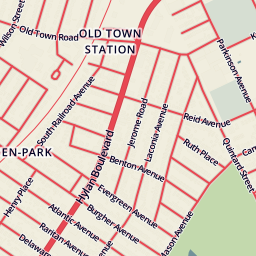 Wilson Street
Old Town Road
OLD TOWN
STATION
Parkinson Avenue
South Railroad Avenue
Jerome Road
Laconia Avenue
Reid Avenue
Ruth Place
Quintard Street
EN-PARK
Hylan Boulevard
Benton Avenue
Henry Place
Evergreen Avenue
Burgher Avenue
Atlantic Avenue
Raritan Avenue
Delaware
Mason Avenue